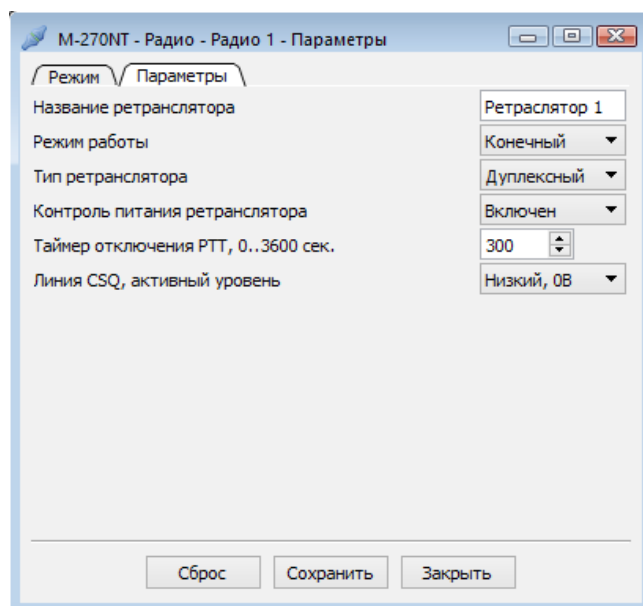 М-270NT - Радио - Радио 1 - Параметры
Режим Параметры
Название ретранслятора Ретраслятор 1
Режим работы Конечный
Тип ретранслятора Дуплексный
Контроль питания ретранслятора Включен
Таймер отключения РТТ, 0..3600 сек. 300
Линия CSQ, активный уровень Низкий, 0В
Сброс Сохранить Закрыть